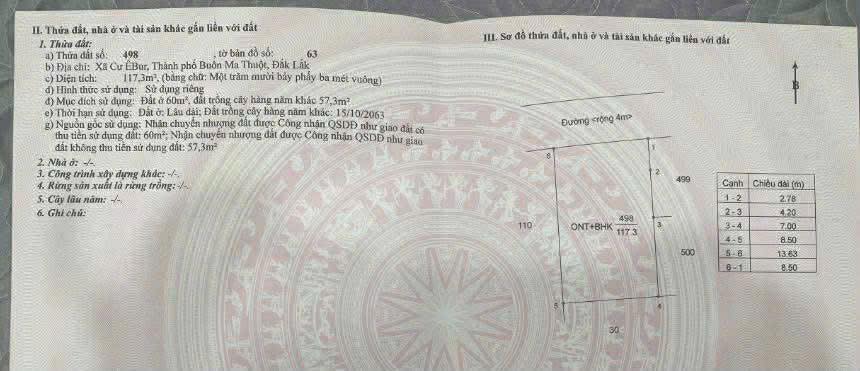 II. Thửa đất, nhà ở và tài sản khác gắn liền với đất
1. Thửa đất:
a) Thửa đất số: 498 , tờ bản đồ số: 63
b) Địa chỉ: Xã Cư ÊBur, Thành phố Buôn Ma Thuột, Đắk Lắk
c) Diện tích: 117,3m², (bằng chữ: Một trăm mười bảy phẩy ba mét vuông)
d) Hình thức sử dụng: Sử dụng riêng
đ) Mục đích sử dụng: Đất ở 60m², đất trồng cây hàng năm khác 57,3m²
e) Thời hạn sử dụng: Đất ở: Lâu dài; Đất trồng cây hàng năm khác: 15/10/2063
g) Nguồn gốc sử dụng: Nhận chuyển nhượng đất được Công nhận QSDĐ như giao đất có
thu tiền sử dụng đất: 60m²; Nhận chuyển nhượng đất được Công nhận QSDĐ như giao
đất không thu tiền sử dụng đất: 57,3m²
2. Nhà ở: -/-.
3. Công trình xây dựng khác: -/-.
4. Rừng sản xuất là rừng trồng: -/-.
5. Cây lâu năm: -/-.
6. Ghi chú:
III. Sơ đồ thửa đất, nhà ở và tài sản khác gắn liền với đất
B
Đường <rộng 4m>
6
1
2
499
110
ONT+BHK 498
117.3
3
500
5
4
30
Cạnh Chiều dài (m)
1 - 2 2.78
2 - 3 4.20
3 - 4 7.00
4 - 5 8.50
5 - 6 13.63
6 - 1 8.50